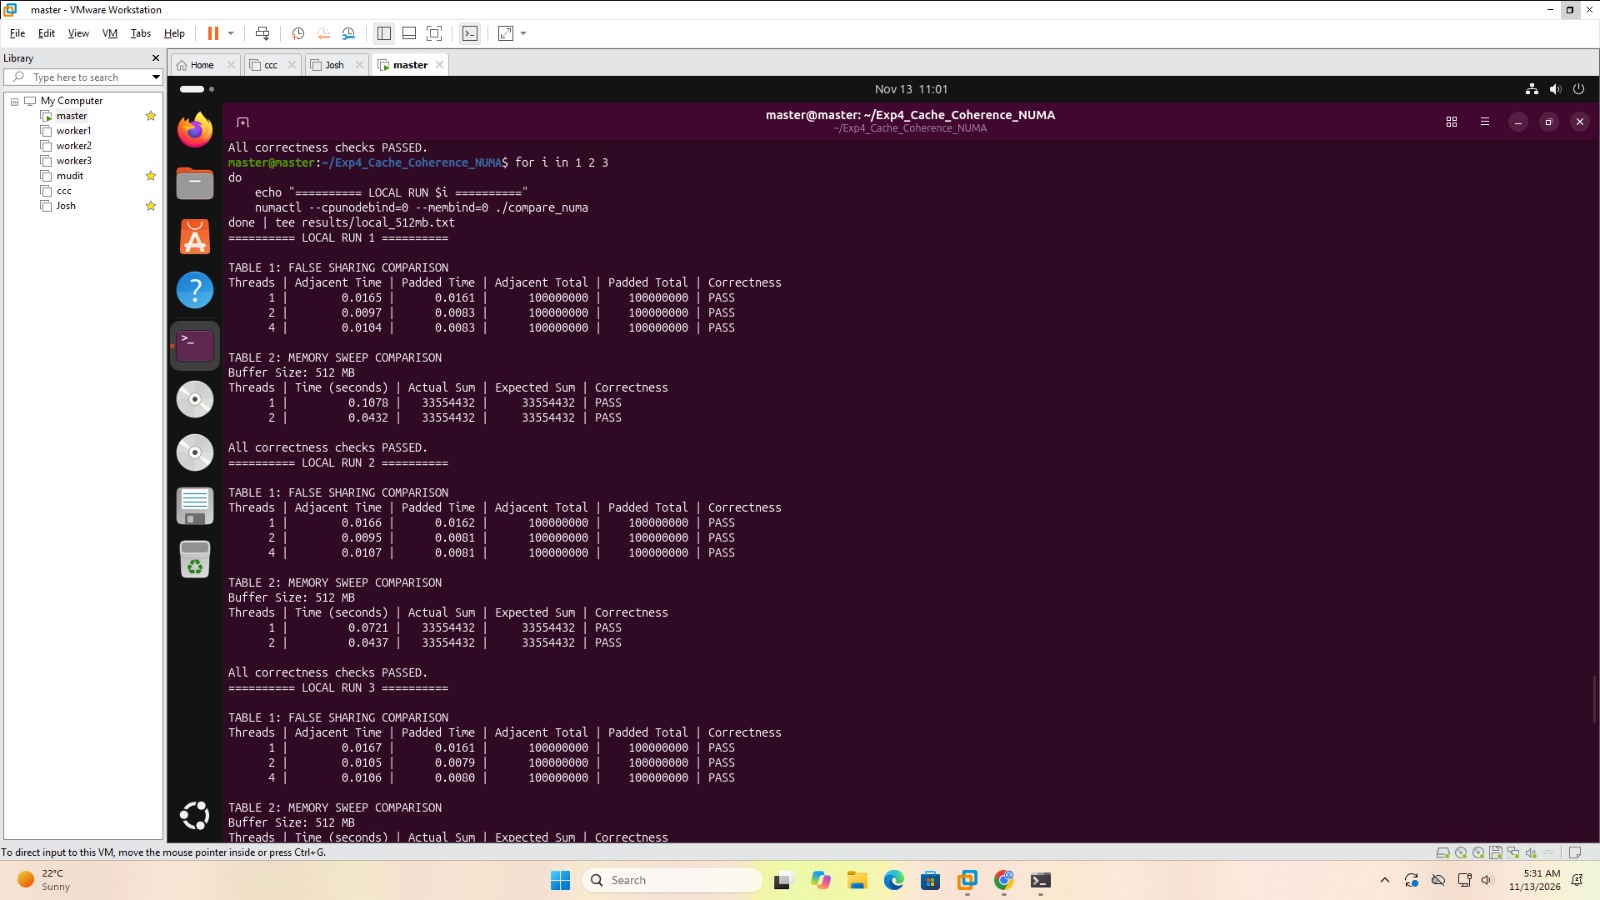 master - VMware Workstation
File Edit View VM Tabs Help
Library
Type here to search
My Computer
master
worker1
worker2
worker3
mudit
ccc
Josh
Home ccc Josh master
Nov 13 11:01
master@master: ~/Exp4_Cache_Coherence_NUMA
~/Exp4_Cache_Coherence_NUMA
All correctness checks PASSED.
master@master:~/Exp4_Cache_Coherence_NUMA$ for i in 1 2 3
do
    echo "========== LOCAL RUN $i =========="
    numactl --cpunodebind=0 --membind=0 ./compare_numa
done | tee results/local_512mb.txt
========== LOCAL RUN 1 ==========
TABLE 1: FALSE SHARING COMPARISON
Threads | Adjacent Time | Padded Time | Adjacent Total | Padded Total | Correctness
      1 |        0.0165 |      0.0161 |      100000000 |    100000000 | PASS
      2 |        0.0097 |      0.0083 |      100000000 |    100000000 | PASS
      4 |        0.0104 |      0.0083 |      100000000 |    100000000 | PASS
TABLE 2: MEMORY SWEEP COMPARISON
Buffer Size: 512 MB
Threads | Time (seconds) | Actual Sum | Expected Sum | Correctness
      1 |         0.1078 |   33554432 |     33554432 | PASS
      2 |         0.0432 |   33554432 |     33554432 | PASS
All correctness checks PASSED.
========== LOCAL RUN 2 ==========
TABLE 1: FALSE SHARING COMPARISON
Threads | Adjacent Time | Padded Time | Adjacent Total | Padded Total | Correctness
      1 |        0.0166 |      0.0162 |      100000000 |    100000000 | PASS
      2 |        0.0095 |      0.0081 |      100000000 |    100000000 | PASS
      4 |        0.0107 |      0.0081 |      100000000 |    100000000 | PASS
TABLE 2: MEMORY SWEEP COMPARISON
Buffer Size: 512 MB
Threads | Time (seconds) | Actual Sum | Expected Sum | Correctness
      1 |         0.0721 |   33554432 |     33554432 | PASS
      2 |         0.0437 |   33554432 |     33554432 | PASS
All correctness checks PASSED.
========== LOCAL RUN 3 ==========
TABLE 1: FALSE SHARING COMPARISON
Threads | Adjacent Time | Padded Time | Adjacent Total | Padded Total | Correctness
      1 |        0.0167 |      0.0161 |      100000000 |    100000000 | PASS
      2 |        0.0105 |      0.0079 |      100000000 |    100000000 | PASS
      4 |        0.0106 |      0.0080 |      100000000 |    100000000 | PASS
TABLE 2: MEMORY SWEEP COMPARISON
Buffer Size: 512 MB
Threads | Time (seconds) | Actual Sum | Expected Sum | Correctness
To direct input to this VM, move the mouse pointer inside or press Ctrl+G.
22°C
Sunny
Search
5:31 AM
11/13/2026